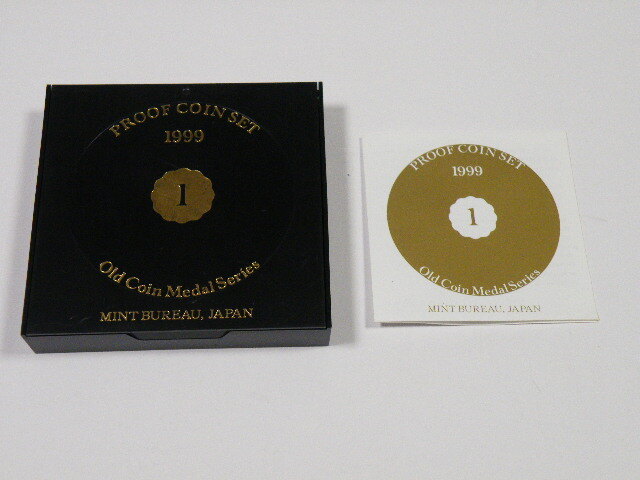 PROOF COIN SET
1999
1
Old Coin Medal Series
MINT BUREAU, JAPAN
PROOF COIN SET
1999
1
Old Coin Medal Series
MINT BUREAU, JAPAN